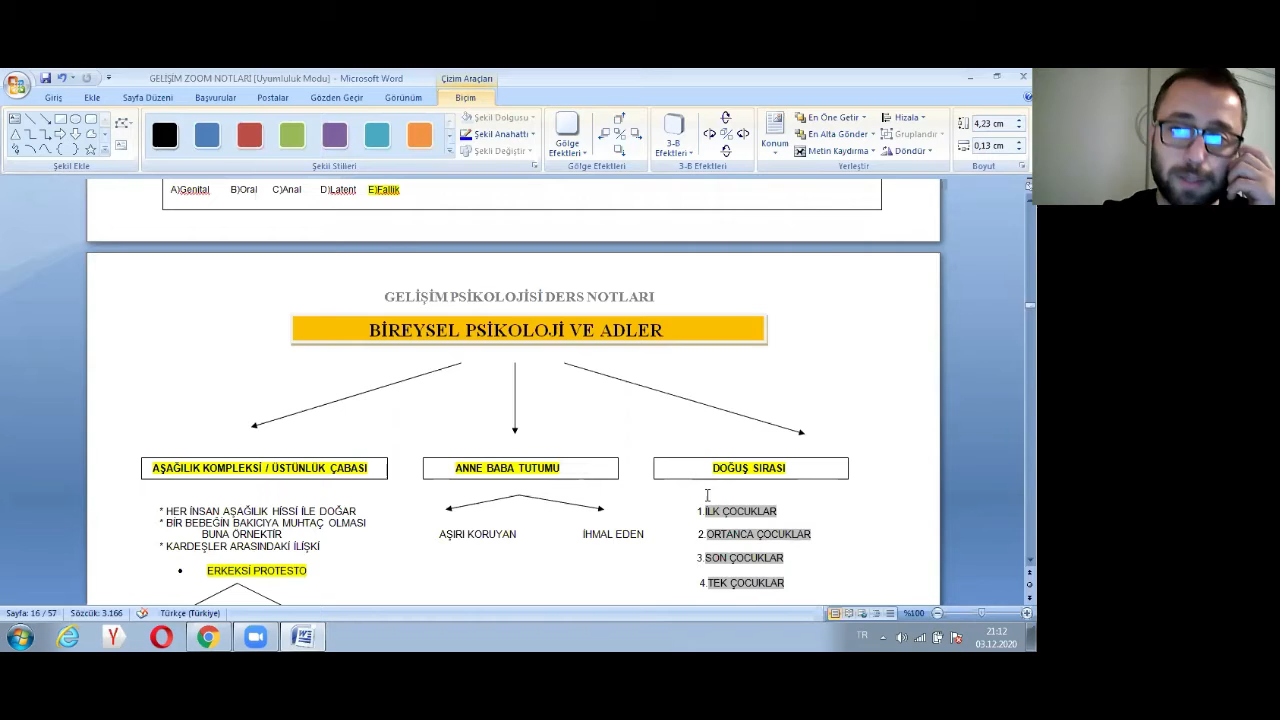 GELİŞİM ZOOM NOTLARI [Uyumluluk Modu] - Microsoft Word
Çizim Araçları
Giriş Ekle Sayfa Düzeni Başvurular Postalar Gözden Geçir Görünüm Biçim
Şekil Dolgusu
Şekil Anahattı
Şekil Değiştir
Gölge Efektleri
3-B Efektleri
Konum
En Öne Getir
En Alta Gönder
Metin Kaydırma
Hizala
Gruplandır
Döndür
4,23 cm
0,13 cm
Şekil Ekle Şekil Stilleri Gölge Efektleri 3-B Efektleri Yerleştir Boyut
A)Genital B)Oral C)Anal D)Latent E)Fallik
GELİŞİM PSİKOLOJİSİ DERS NOTLARI
BİREYSEL PSİKOLOJİ VE ADLER
AŞAĞILIK KOMPLEKSİ / ÜSTÜNLÜK ÇABASI
* HER İNSAN AŞAĞILIK HİSSİ İLE DOĞAR
* BİR BEBEĞİN BAKICIYA MUHTAÇ OLMASI
BUNA ÖRNEKTİR
* KARDEŞLER ARASINDAKİ İLİŞKİ
• ERKEKSİ PROTESTO
ANNE BABA TUTUMU
AŞIRI KORUYAN İHMAL EDEN
DOĞUŞ SIRASI
1.İLK ÇOCUKLAR
2.ORTANCA ÇOCUKLAR
3.SON ÇOCUKLAR
4.TEK ÇOCUKLAR
Sayfa: 16 / 57 Sözcük: 3.166 Türkçe (Türkiye) %100
TR
21:12
03.12.2020